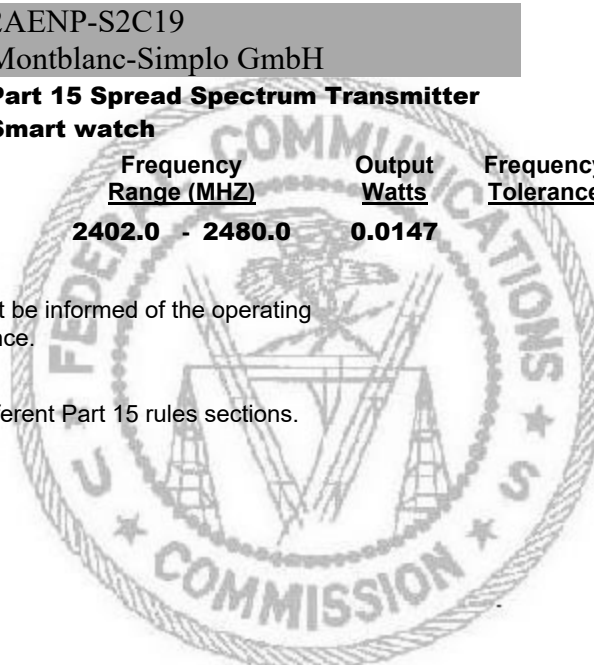 2AENP-S2C19
Montblanc-Simplo GmbH
Part 15 Spread Spectrum Transmitter
Smart watch
Frequency Output Frequency
Range (MHZ) Watts Tolerance
2402.0 - 2480.0 0.0147
t be informed of the operating
nce.
ferent Part 15 rules sections.
FEDERAL COMMUNICATIONS COMMISSION
U S